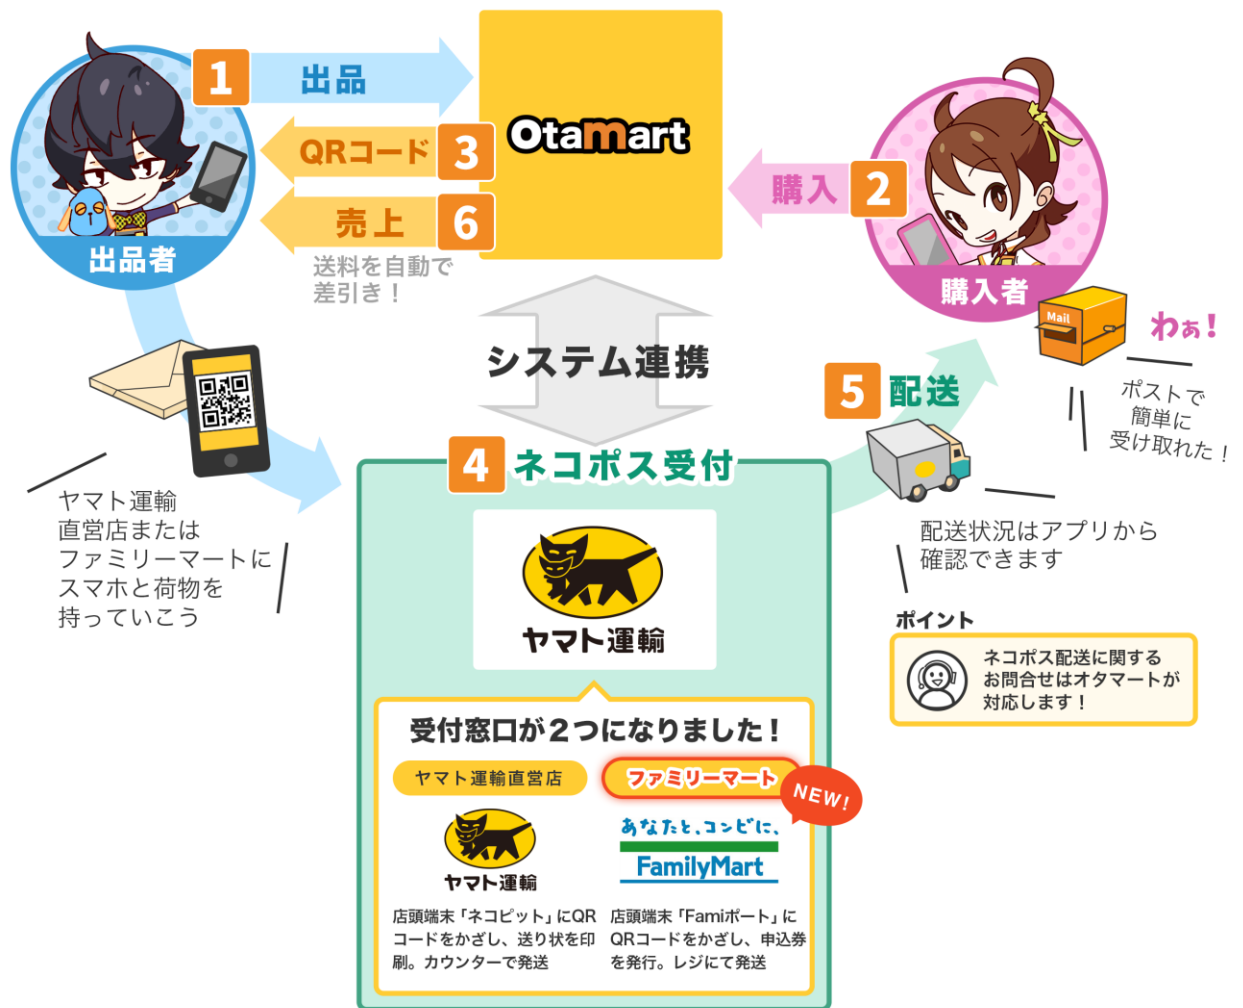 1 出品
Otamart
QRコード 3
購入 2
売上 6
送料を自動で
差引き！
出品者
購入者
Mail
わぁ！
ポストで
簡単に
受け取れた！
システム連携
5 配送
4 ネコポス受付
ヤマト運輸
直営店または
ファミリーマートに
スマホと荷物を
持っていこう
配送状況はアプリから
確認できます
ヤマト運輸
ポイント
ネコポス配送に関する
お問合せはオタマートが
対応します！
受付窓口が２つになりました！
ヤマト運輸直営店
ファミリーマート
NEW!
ヤマト運輸
あなたと、コンビに、
FamilyMart
店頭端末「ネコピット」にQR
コードをかざし、送り状を印
刷。カウンターで発送
店頭端末「Famiポート」に
QRコードをかざし、申込券
を発行。レジにて発送